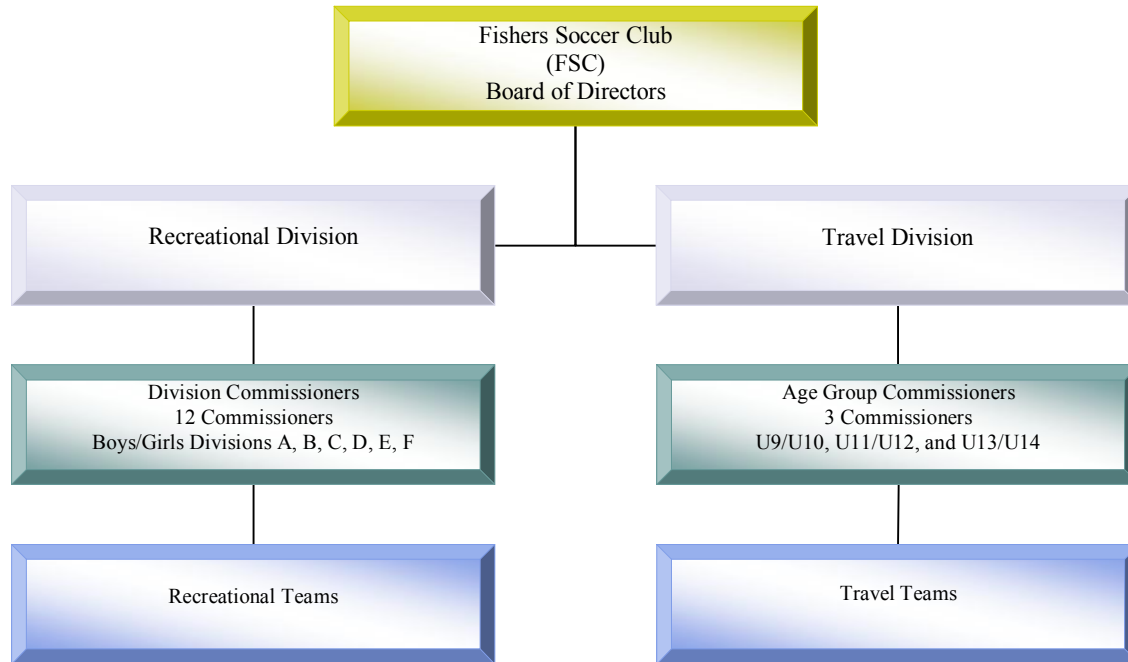 Fishers Soccer Club
(FSC)
Board of Directors
Recreational Division
Travel Division
Division Commissioners
12 Commissioners
Boys/Girls Divisions A, B, C, D, E, F
Age Group Commissioners
3 Commissioners
U9/U10, U11/U12, and U13/U14
Recreational Teams
Travel Teams